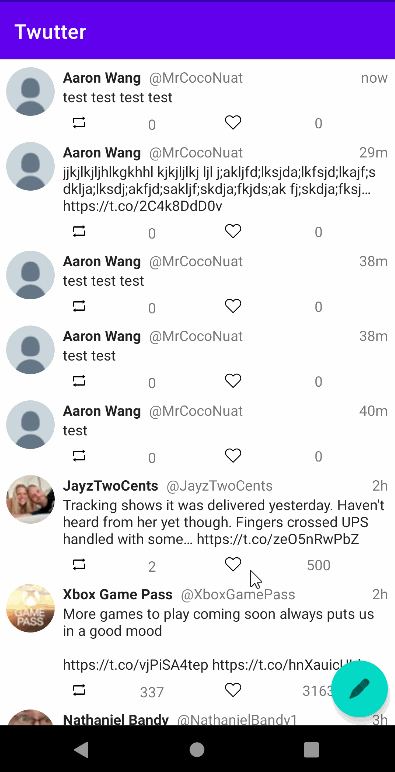 Twutter
Aaron Wang @MrCocoNuat now
test test test test
0 0
Aaron Wang @MrCocoNuat 29m
jjkjlkjljhlkgkhhl kjkjljlkj ljl j;akljfd;lksjda;lkfsjd;lkajf;s
dklja;lksdj;akfjd;sakljf;skdja;fkjds;ak fj;skdja;fksj...
https://t.co/2C4k8DdD0v
0 0
Aaron Wang @MrCocoNuat 38m
test test test
0 0
Aaron Wang @MrCocoNuat 38m
test test
0 0
Aaron Wang @MrCocoNuat 40m
test
0 0
JayzTwoCents @JayzTwoCents 2h
Tracking shows it was delivered yesterday. Haven't
heard from her yet though. Fingers crossed UPS
handled with some... https://t.co/zeO5nRwPbZ
2 500
Xbox Game Pass @XboxGamePass 2h
GAME
PASS
More games to play coming soon always puts us
in a good mood
https://t.co/vjPiSA4tep
337 3163
Nathaniel Bandy @NathanielBandy1 3h